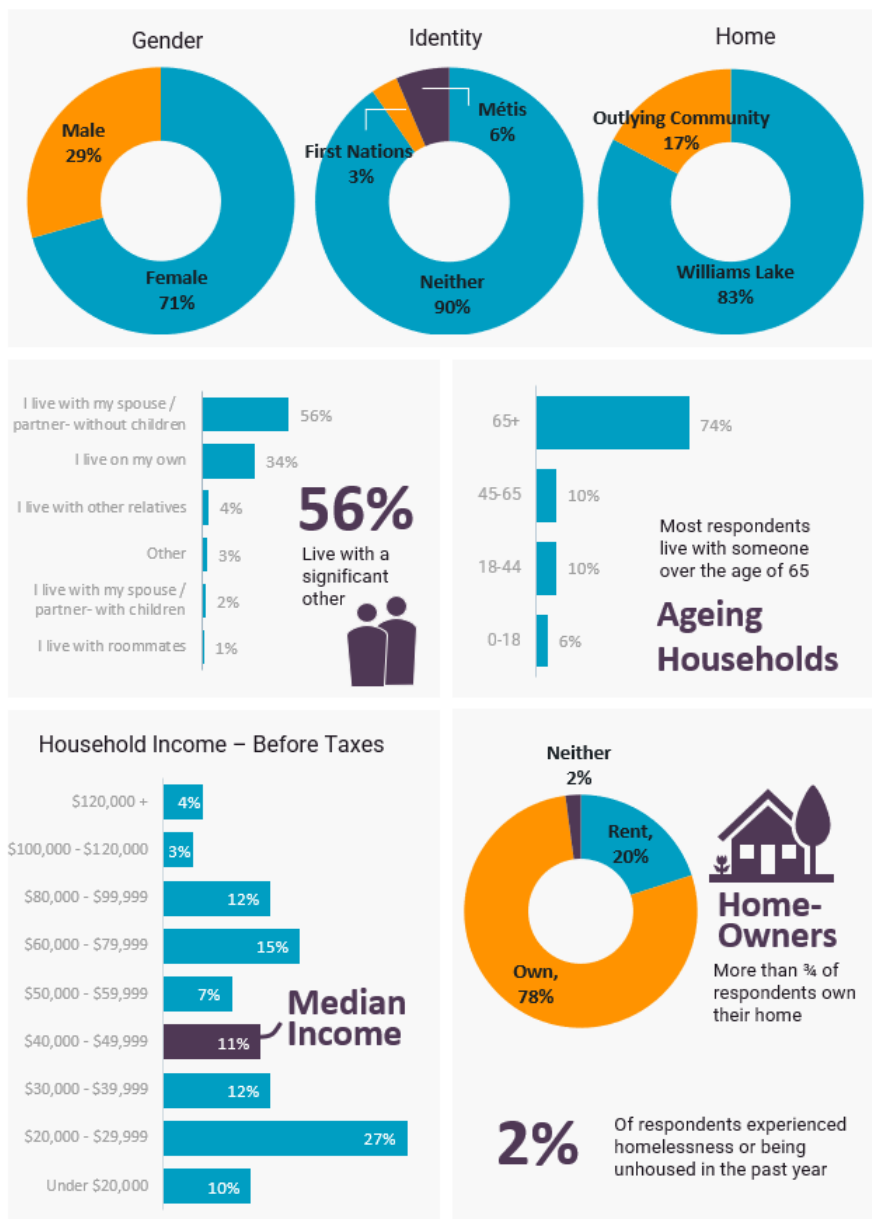 Gender
Identity
Home
Male
29%
Female
71%
First Nations
3%
Métis
6%
Neither
90%
Outlying Community
17%
Williams Lake
83%
I live with my spouse /
partner- without children
56%
I live on my own
34%
I live with other relatives
4%
Other
3%
I live with my spouse /
partner- with children
2%
I live with roommates
1%
56%
Live with a
significant
other
65+
74%
45-65
10%
18-44
10%
0-18
6%
Most respondents
live with someone
over the age of 65
Ageing
Households
Household Income – Before Taxes
$120,000 +
4%
$100,000 - $120,000
3%
$80,000 - $99,999
12%
$60,000 - $79,999
15%
$50,000 - $59,999
7%
$40,000 - $49,999
11%
$30,000 - $39,999
12%
$20,000 - $29,999
27%
Under $20,000
10%
Median
Income
Neither
2%
Rent,
20%
Own,
78%
Home-
Owners
More than ¾ of
respondents own
their home
2%
Of respondents experienced
homelessness or being
unhoused in the past year